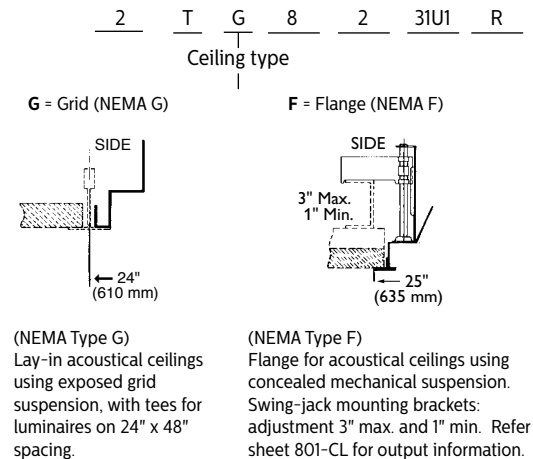 2 T G 8 2 31U1 R
Ceiling type
G = Grid (NEMA G)
F = Flange (NEMA F)
SIDE
24"
(610 mm)
SIDE
3" Max.
1" Min.
25"
(635 mm)
(NEMA Type G)
Lay-in acoustical ceilings
using exposed grid
suspension, with tees for
luminaires on 24" x 48"
spacing.
(NEMA Type F)
Flange for acoustical ceilings using
concealed mechanical suspension.
Swing-jack mounting brackets:
adjustment 3" max. and 1" min. Refer
sheet 801-CL for output information.